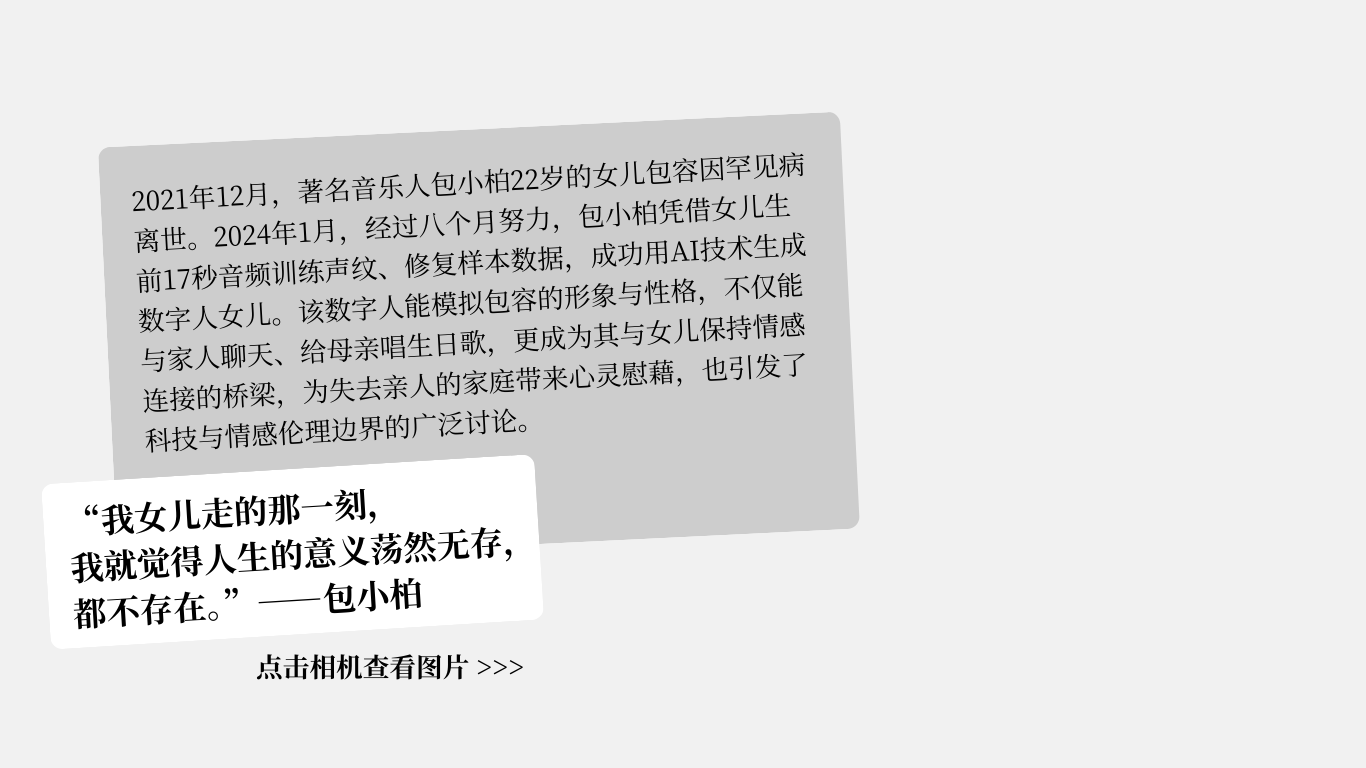 2021年12月，著名音乐人包小柏22岁的女儿包容因罕见病
离世。2024年1月，经过八个月努力，包小柏凭借女儿生
前17秒音频训练声纹、修复样本数据，成功用AI技术生成
数字人女儿。该数字人能模拟包容的形象与性格，不仅能
与家人聊天、给母亲唱生日歌，更成为其与女儿保持情感
连接的桥梁，为失去亲人的家庭带来心灵慰藉，也引发了
科技与情感伦理边界的广泛讨论。
“我女儿走的那一刻，
我就觉得人生的意义荡然无存，
都不存在。”——包小柏
点击相机查看图片 >>>